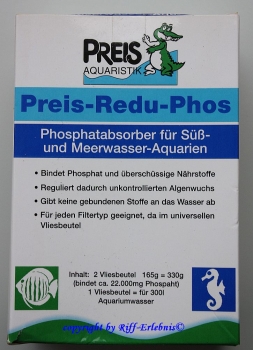 PREIS
AQUARISTIK
Preis-Redu-Phos
Phosphatabsorber für Süß-
und Meerwasser-Aquarien
• Bindet Phosphat und überschüssige Nährstoffe
• Reguliert dadurch unkontrollierten Algenwuchs
• Gibt keine gebundenen Stoffe an das Wasser ab
• Für jeden Filtertyp geeignet, da im universellen
Vliesbeutel
Inhalt: 2 Vliesbeutel 165g = 330g
(bindet ca. 22.000mg Phospaht)
1 Vliesbeutel = für 300l
Aquariumwasser
copyright by Riff-Erlebnis©